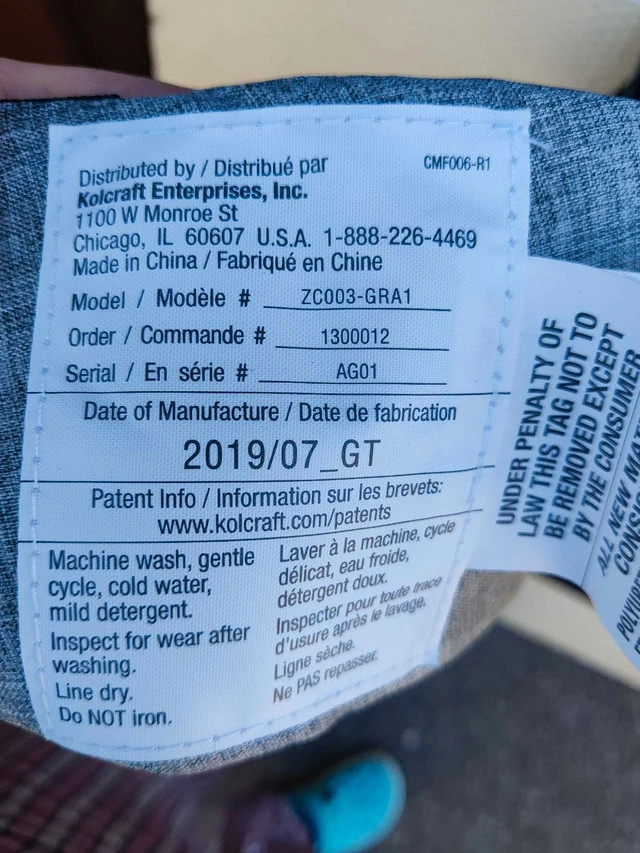 Distributed by / Distribué par
CMF006-R1
Kolcraft Enterprises, Inc.
1100 W Monroe St
Chicago, IL 60607 U.S.A. 1-888-226-4469
Made in China / Fabriqué en Chine
Model / Modèle # ZC003-GRA1
Order / Commande # 1300012
Serial / En série # AG01
Date of Manufacture / Date de fabrication
2019/07_GT
Patent Info / Information sur les brevets:
www.kolcraft.com/patents
Machine wash, gentle
cycle, cold water,
mild detergent.
Inspect for wear after
washing.
Line dry.
Do NOT iron.
Laver à la machine, cycle
délicat, eau froide,
détergent doux.
Inspecter pour toute trace
d'usure après le lavage.
Ligne sèche.
Ne PAS repasser.
UNDER PENALTY OF
LAW THIS TAG NOT TO
BE REMOVED EXCEPT
BY THE CONSUMER
ALL NEW